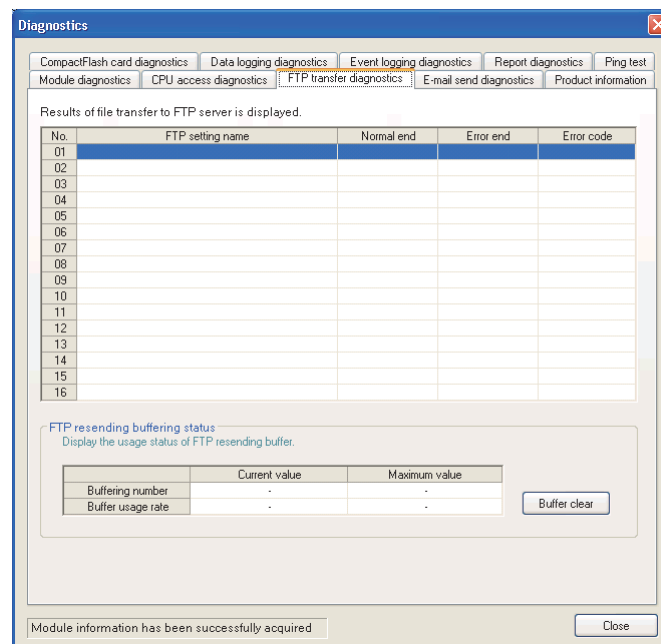 Diagnostics
CompactFlash card diagnostics Data logging diagnostics Event logging diagnostics Report diagnostics Ping test
Module diagnostics CPU access diagnostics FTP transfer diagnostics E-mail send diagnostics Product information
Results of file transfer to FTP server is displayed.
No. FTP setting name Normal end Error end Error code
01
02
03
04
05
06
07
08
09
10
11
12
13
14
15
16
FTP resending buffering status
Display the usage status of FTP resending buffer.
Current value Maximum value
Buffering number - -
Buffer usage rate - -
Buffer clear
Module information has been successfully acquired
Close